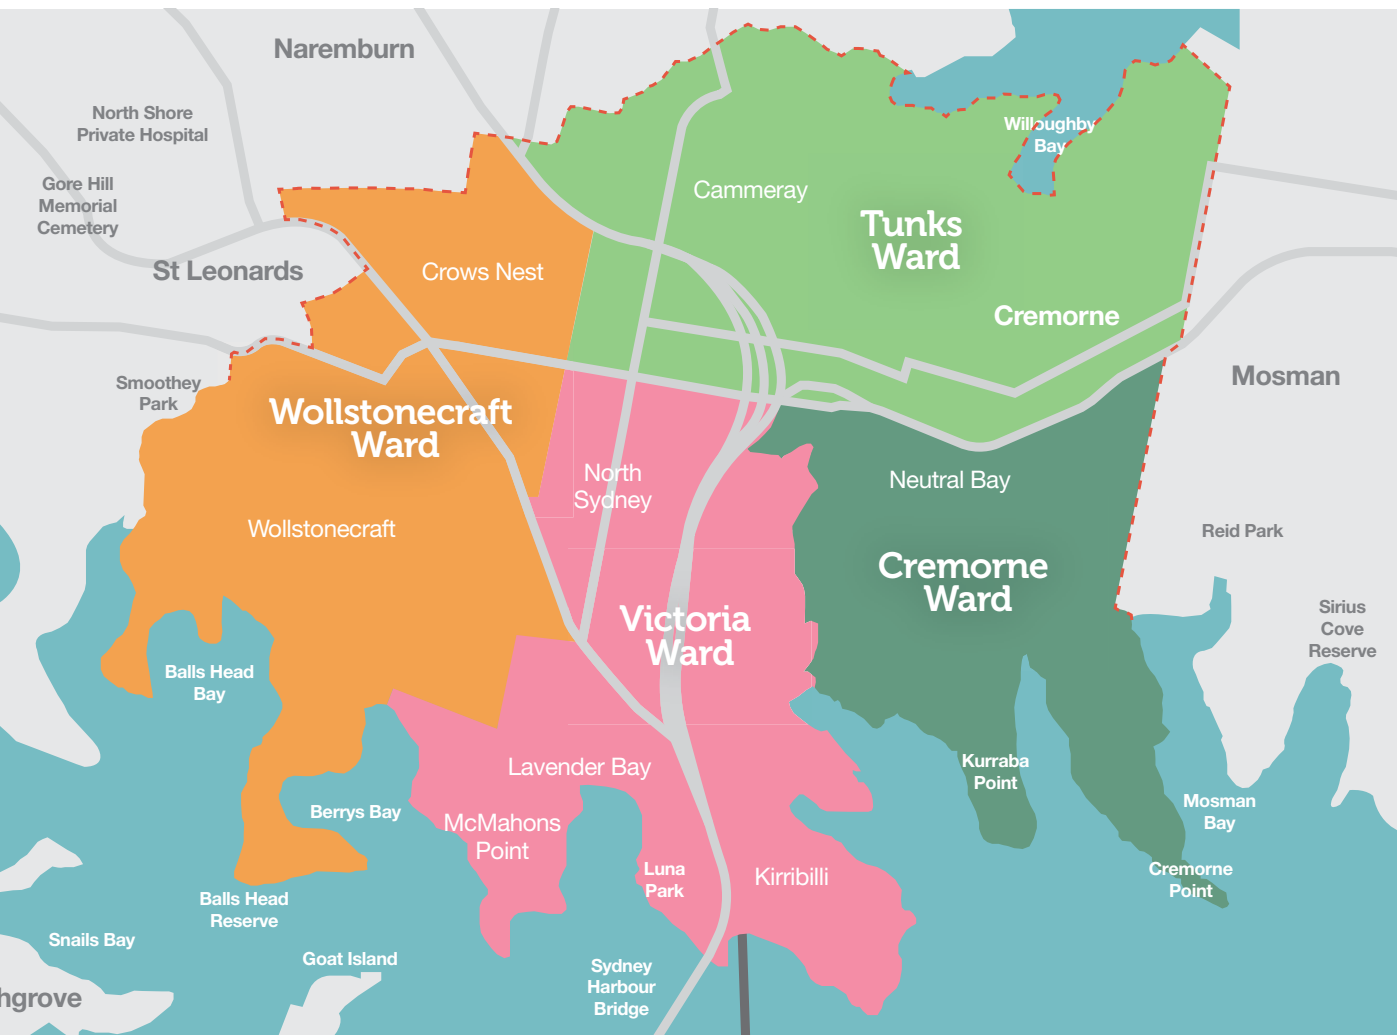 Naremburn
North Shore
Private Hospital
Gore Hill
Memorial
Cemetery
St Leonards
Willoughby
Bay
Cammeray
Tunks
Ward
Crows Nest
Cremorne
Smoothey
Park
Mosman
Wollstonecraft
Ward
North
Sydney
Neutral Bay
Wollstonecraft
Reid Park
Cremorne
Ward
Victoria
Ward
Sirius
Cove
Reserve
Balls Head
Bay
Lavender Bay
Kurraba
Point
Berrys Bay
McMahons
Point
Mosman
Bay
Luna
Park
Kirribilli
Cremorne
Point
Balls Head
Reserve
Snails Bay
Goat Island
Sydney
Harbour
Bridge
hgrove